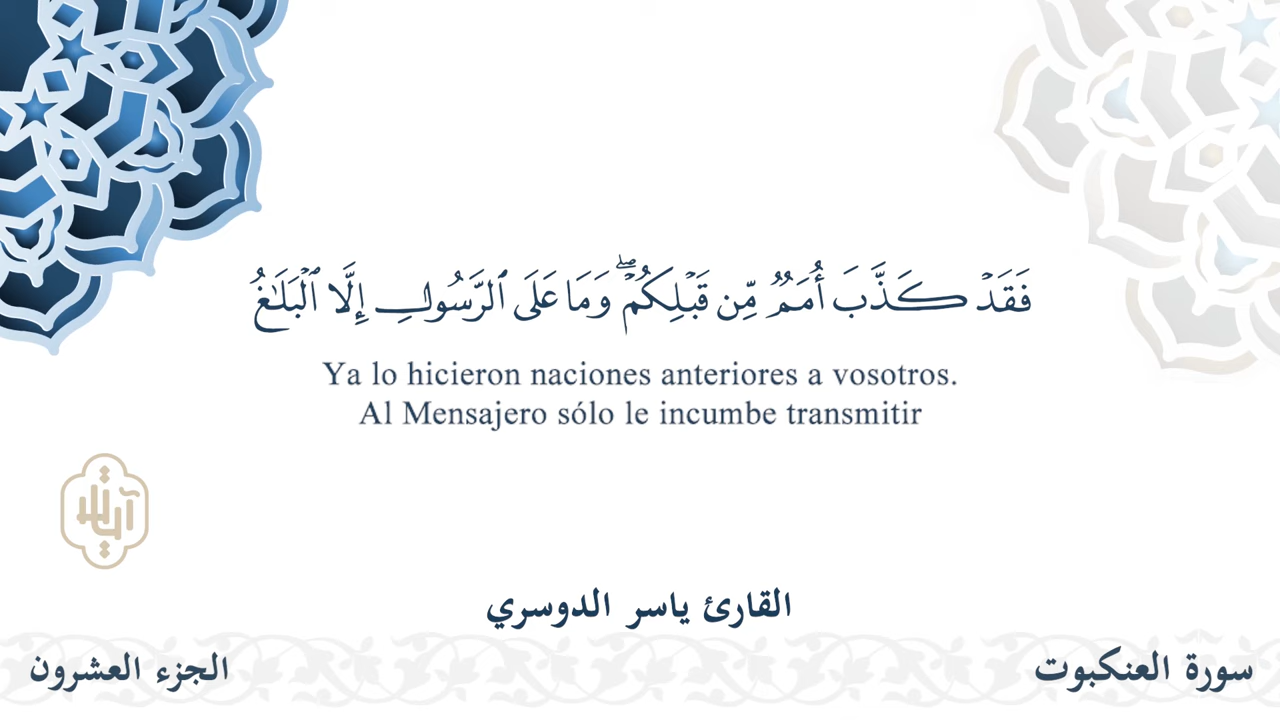 فَقَدْ كَذَّبَ أُمَمٌ مِّن قَبْلِكُمْ ۖ وَمَا عَلَى ٱلرَّسُولِ إِلَّا ٱلْبَلَٰغُ
Ya lo hicieron naciones anteriores a vosotros.
Al Mensajero sólo le incumbe transmitir
القارئ ياسر الدوسري
سورة العنكبوت
الجزء العشرون